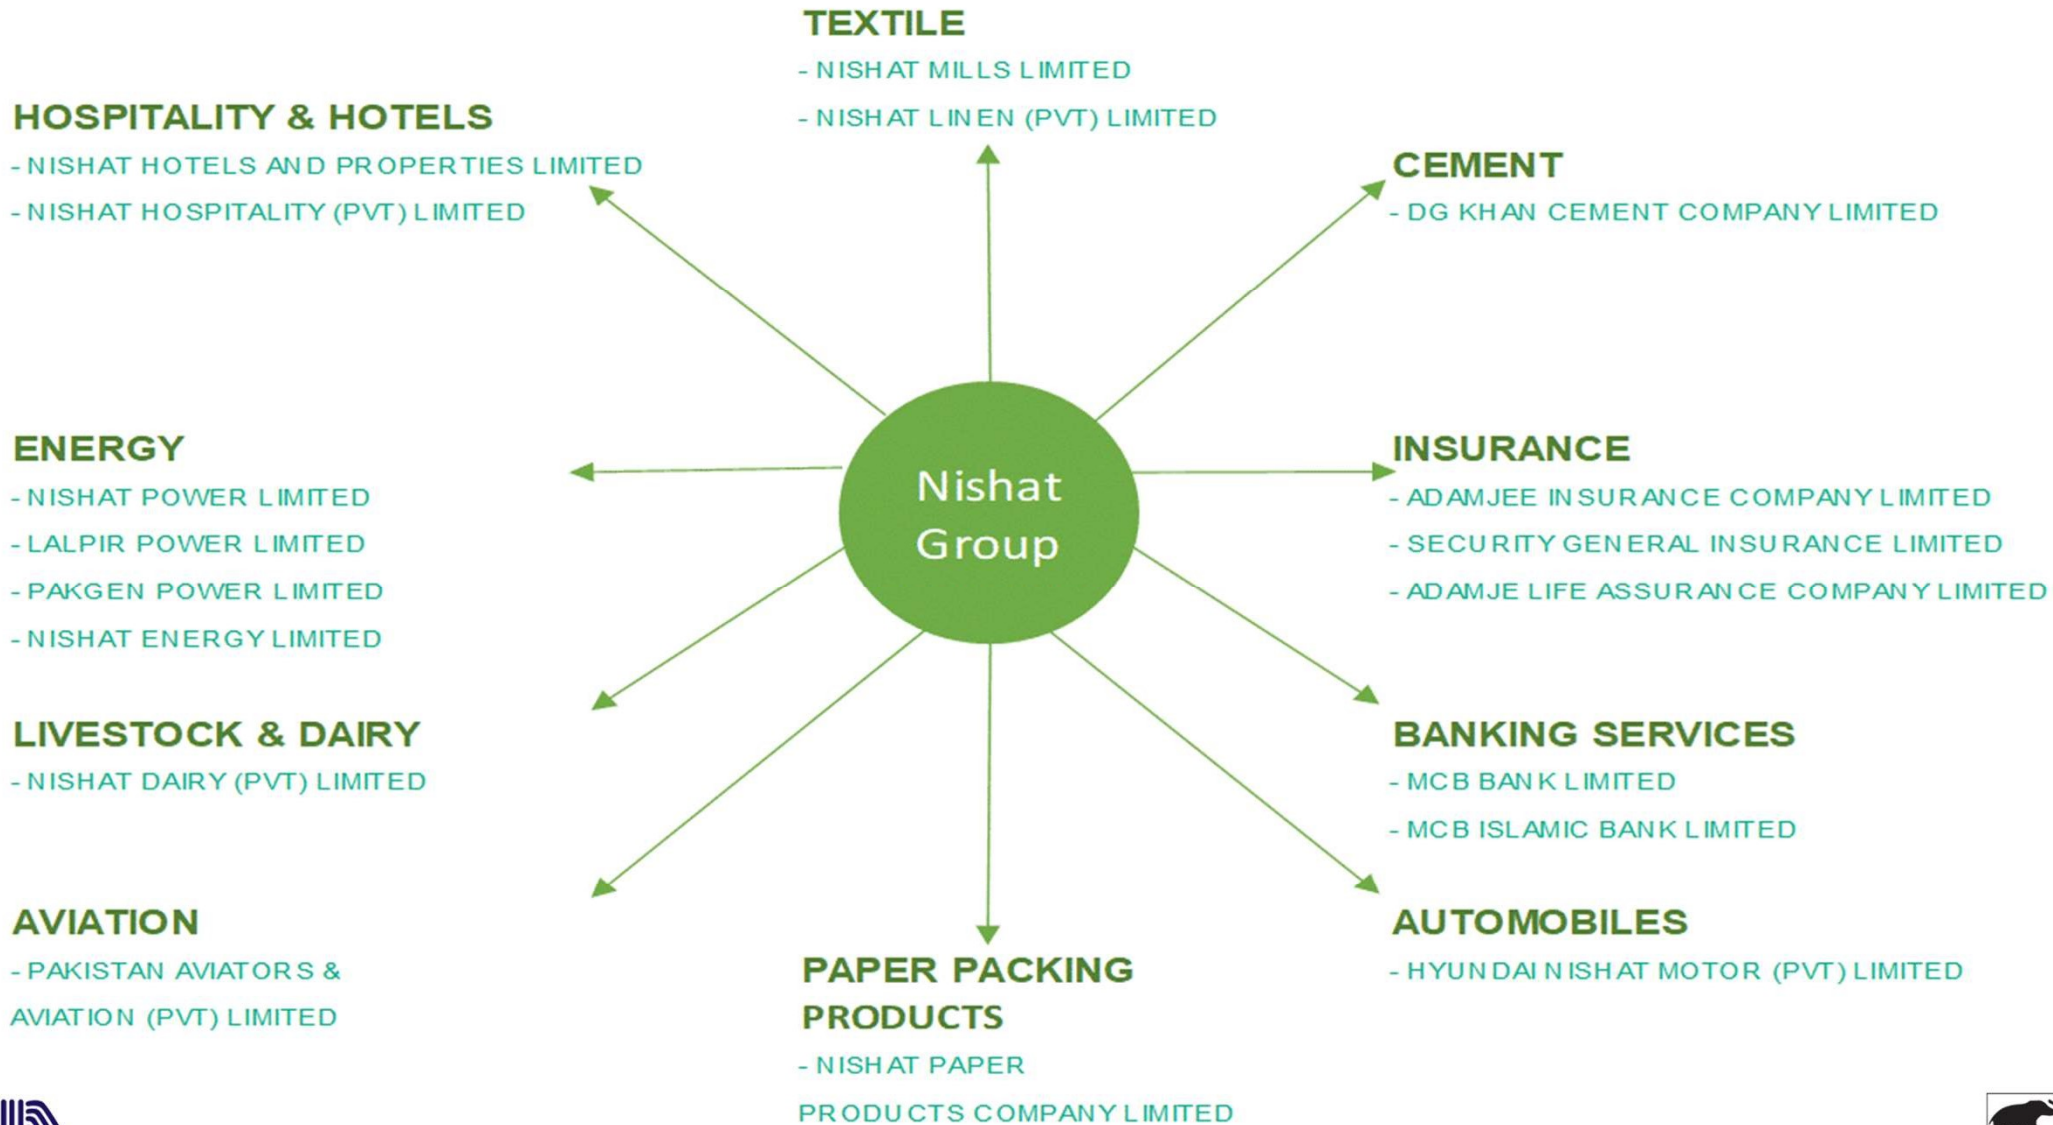 TEXTILE
- NISHAT MILLS LIMITED
- NISHAT LINEN (PVT) LIMITED
HOSPITALITY & HOTELS
- NISHAT HOTELS AND PROPERTIES LIMITED
- NISHAT HOSPITALITY (PVT) LIMITED
CEMENT
- DG KHAN CEMENT COMPANY LIMITED
Nishat
Group
ENERGY
- NISHAT POWER LIMITED
- LALPIR POWER LIMITED
- PAKGEN POWER LIMITED
- NISHAT ENERGY LIMITED
INSURANCE
- ADAMJEE INSURANCE COMPANY LIMITED
- SECURITY GENERAL INSURANCE LIMITED
- ADAMJE LIFE ASSURANCE COMPANY LIMITED
LIVESTOCK & DAIRY
- NISHAT DAIRY (PVT) LIMITED
BANKING SERVICES
- MCB BANK LIMITED
- MCB ISLAMIC BANK LIMITED
AVIATION
- PAKISTAN AVIATORS &
AVIATION (PVT) LIMITED
PAPER PACKING
PRODUCTS
- NISHAT PAPER
PRODUCTS COMPANY LIMITED
AUTOMOBILES
- HYUNDAI NISHAT MOTOR (PVT) LIMITED